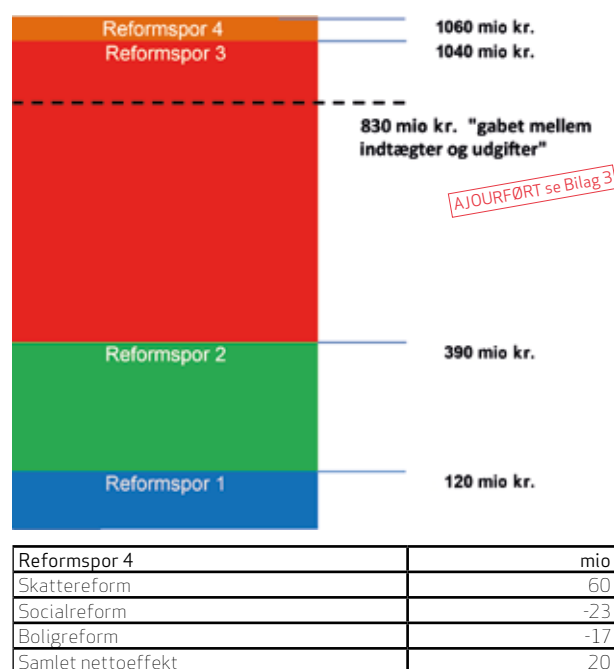 Reformspor 4 1060 mio kr.
Reformspor 3 1040 mio kr.
830 mio kr. "gabet mellem
indtægter og udgifter"
AJOURFØRT se Bilag 3
Reformspor 2 390 mio kr.
Reformspor 1 120 mio kr.
Reformspor 4 mio
Skattereform 60
Socialreform -23
Boligreform -17
Samlet nettoeffekt 20